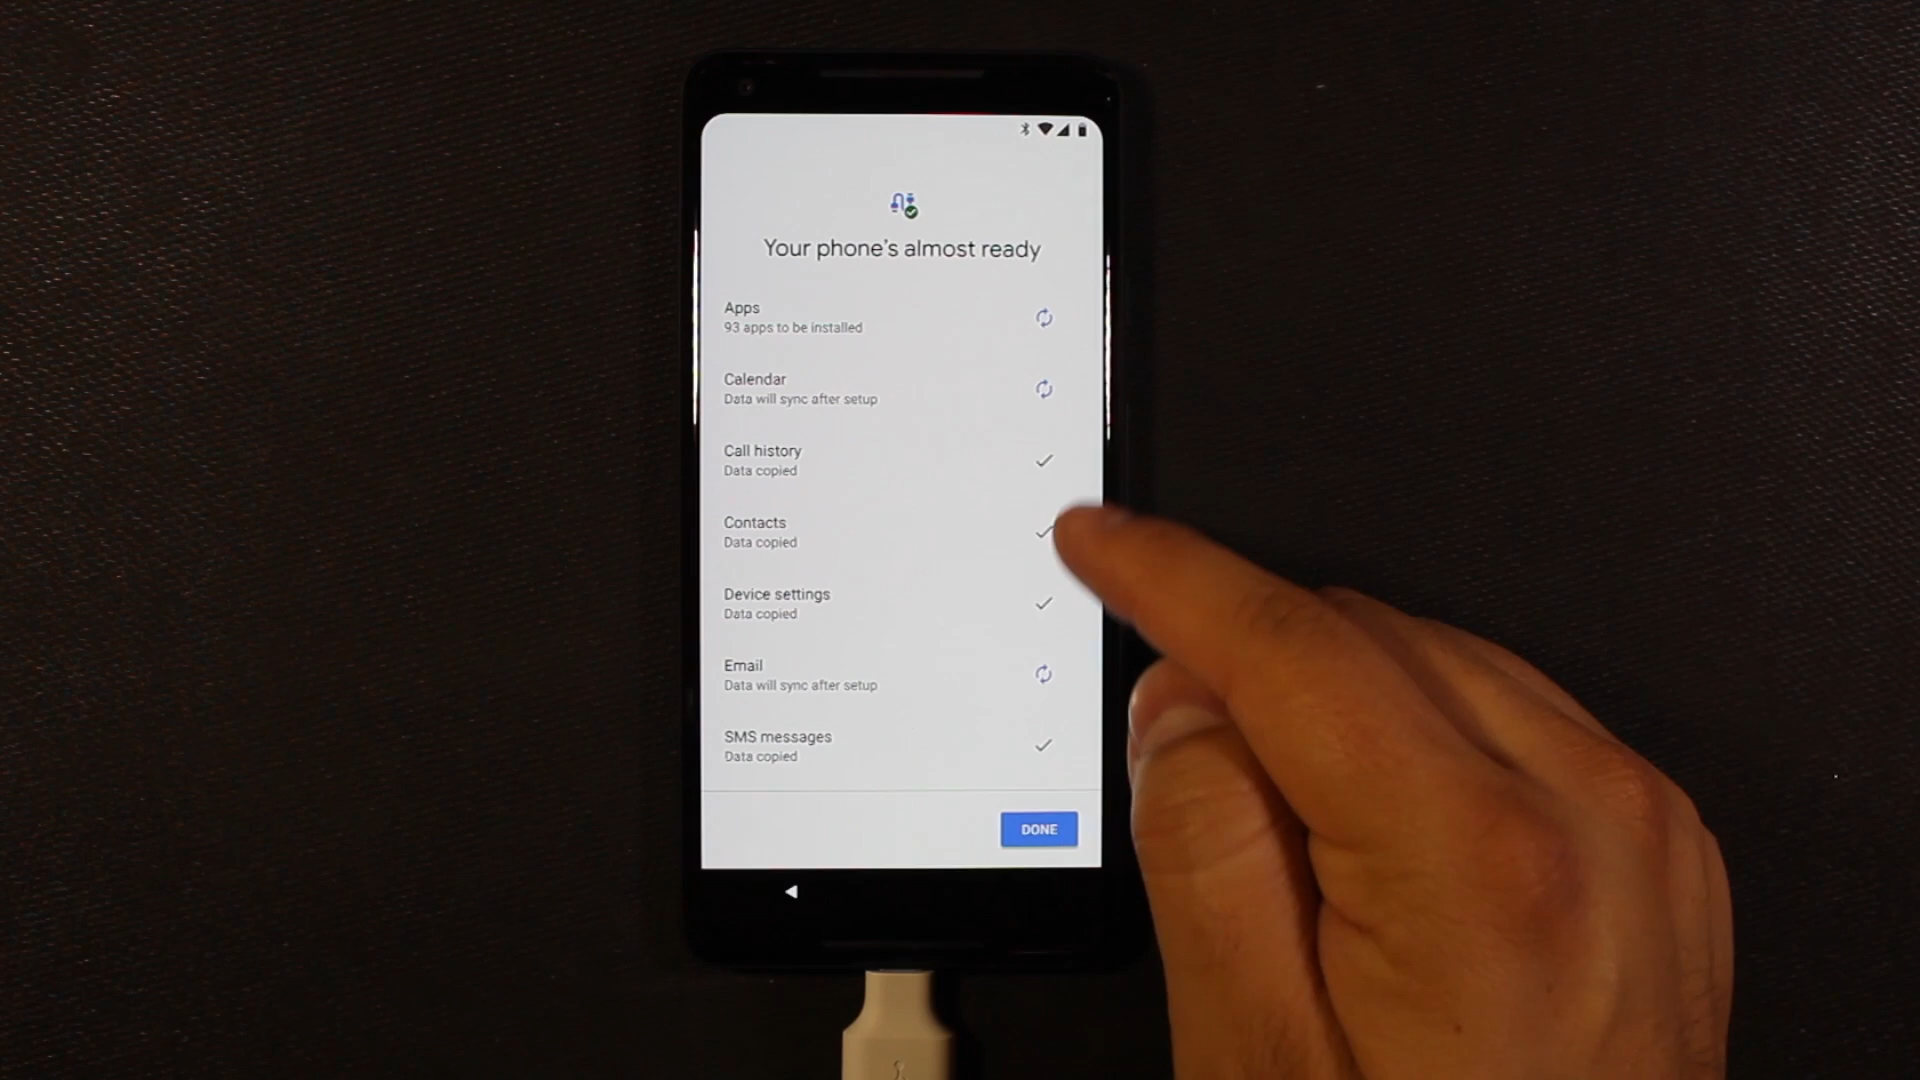 Your phone's almost ready
Apps
93 apps to be installed
Calendar
Data will sync after setup
Call history
Data copied
Contacts
Data copied
Device settings
Data copied
Email
Data will sync after setup
SMS messages
Data copied
DONE